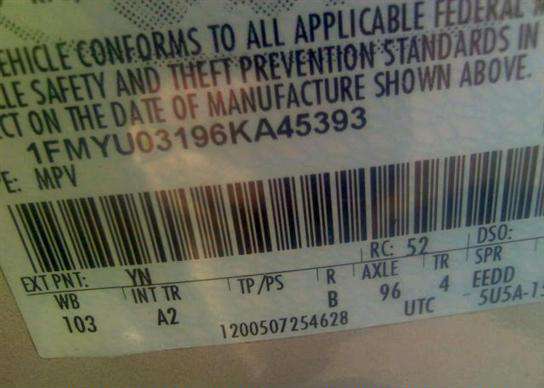 EHICLE CONFORMS TO ALL APPLICABLE FEDERAL
LE SAFETY AND THEFT PREVENTION STANDARDS IN
CT ON THE DATE OF MANUFACTURE SHOWN ABOVE.
1FMYU03196KA45393
E: MPV
RC: 52 DSO:
EXT PNT: YN
WB INT TR TP/PS R AXLE TR SPR
103 A2 B 96 4 EEDD
1200507254628 UTC 5U5A-15